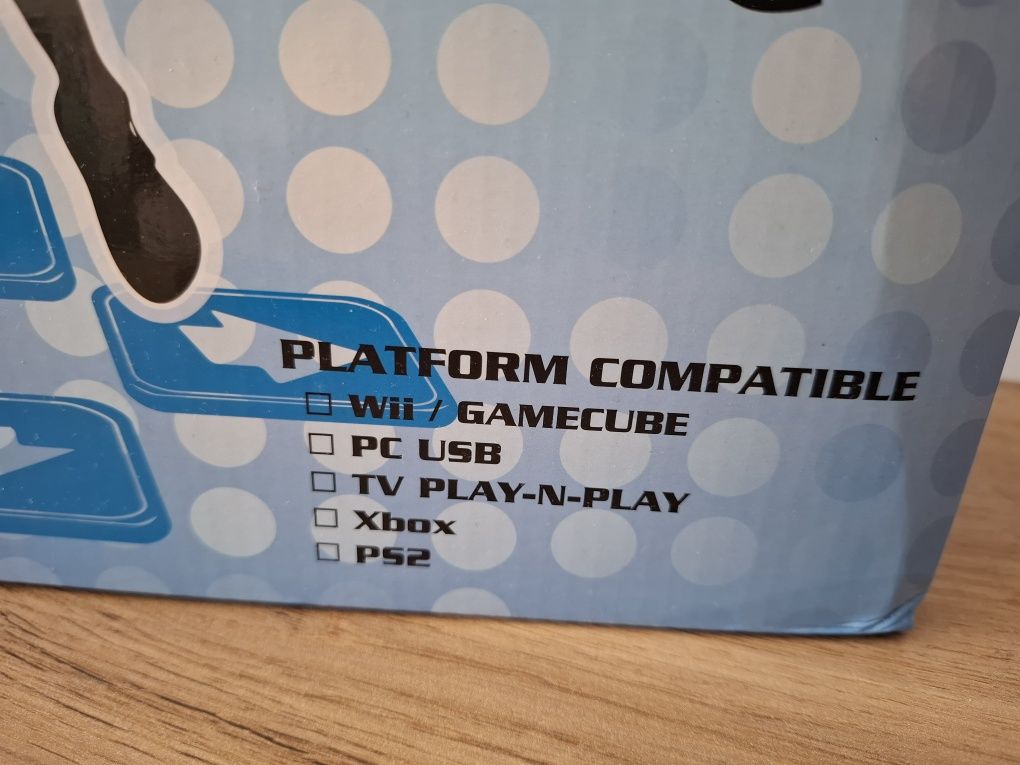 PLATFORM COMPATIBLE
☐ Wii / GAMECUBE
☐ PC USB
☐ TV PLAY-N-PLAY
☐ Xbox
☐ PS2